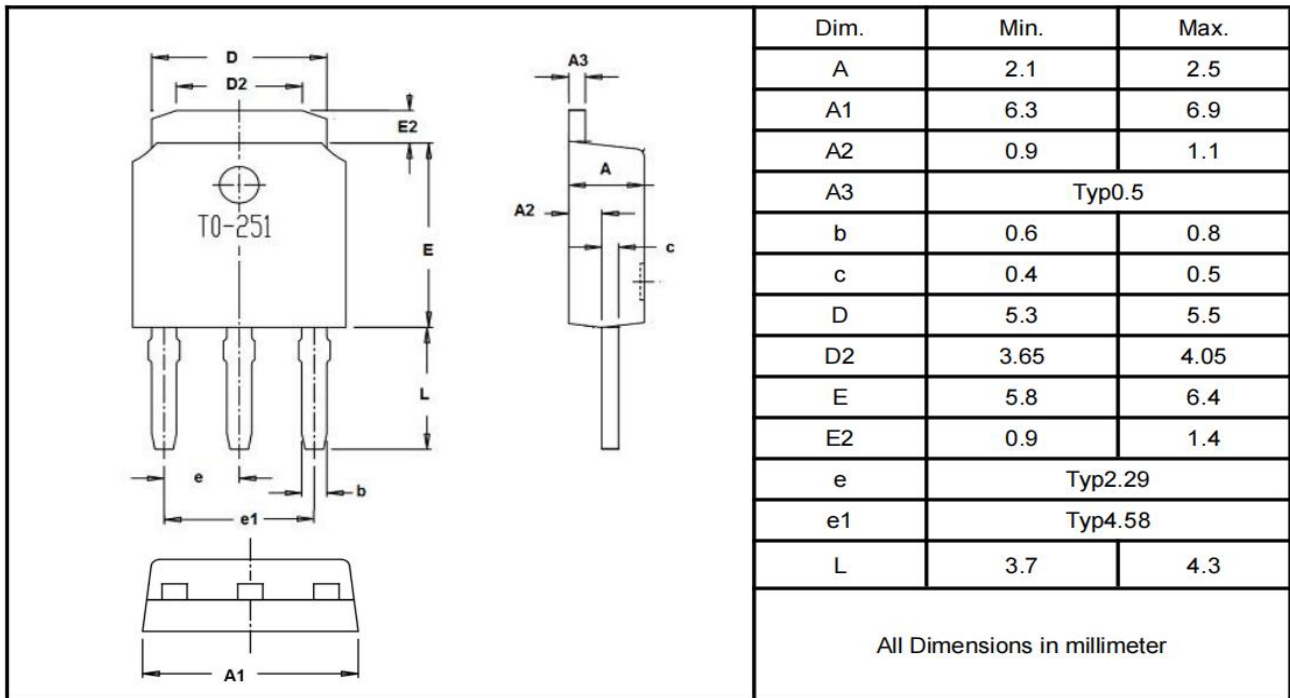 D
D2
A3
E2
A
A2
TO-251
E
c
L
e
b
e1
A1
Dim. Min. Max.
A 2.1 2.5
A1 6.3 6.9
A2 0.9 1.1
A3 Typ0.5
b 0.6 0.8
c 0.4 0.5
D 5.3 5.5
D2 3.65 4.05
E 5.8 6.4
E2 0.9 1.4
e Typ2.29
e1 Typ4.58
L 3.7 4.3
All Dimensions in millimeter